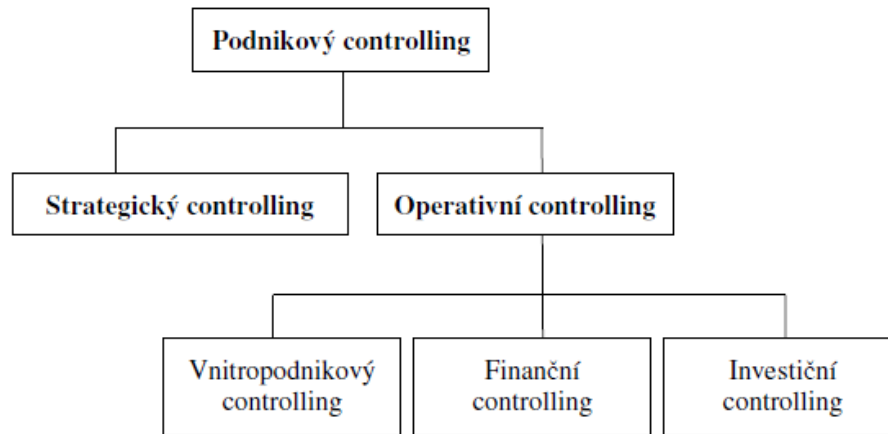 Podnikový controlling
Strategický controlling
Operativní controlling
Vnitropodnikový
controlling
Finanční
controlling
Investiční
controlling